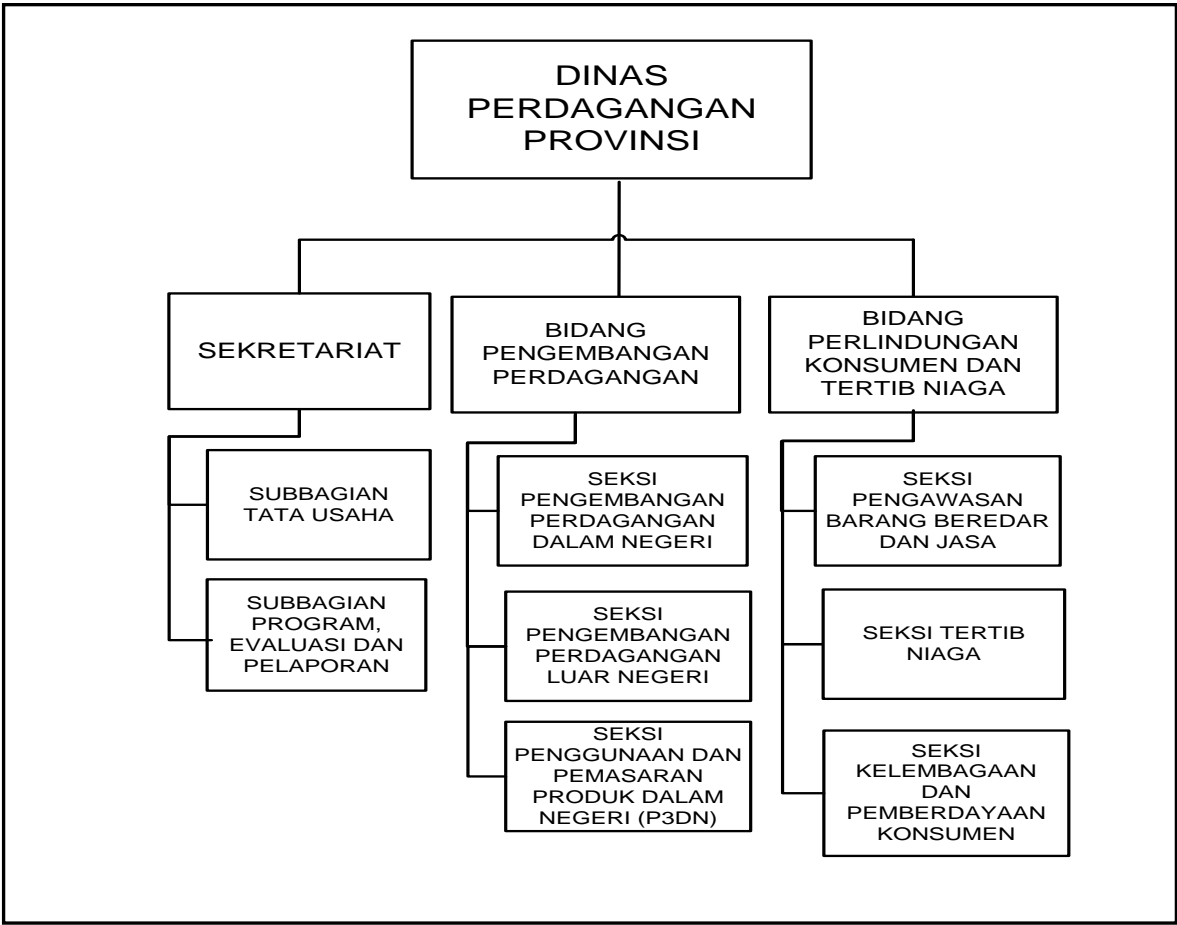 DINAS
PERDAGANGAN
PROVINSI
SEKRETARIAT
BIDANG
PENGEMBANGAN
PERDAGANGAN
BIDANG
PERLINDUNGAN
KONSUMEN DAN
TERTIB NIAGA
SUBBAGIAN
TATA USAHA
SUBBAGIAN
PROGRAM,
EVALUASI DAN
PELAPORAN
SEKSI
PENGEMBANGAN
PERDAGANGAN
DALAM NEGERI
SEKSI
PENGEMBANGAN
PERDAGANGAN
LUAR NEGERI
SEKSI
PENGGUNAAN DAN
PEMASARAN
PRODUK DALAM
NEGERI (P3DN)
SEKSI
PENGAWASAN
BARANG BEREDAR
DAN JASA
SEKSI TERTIB
NIAGA
SEKSI
KELEMBAGAAN
DAN
PEMBERDAYAAN
KONSUMEN